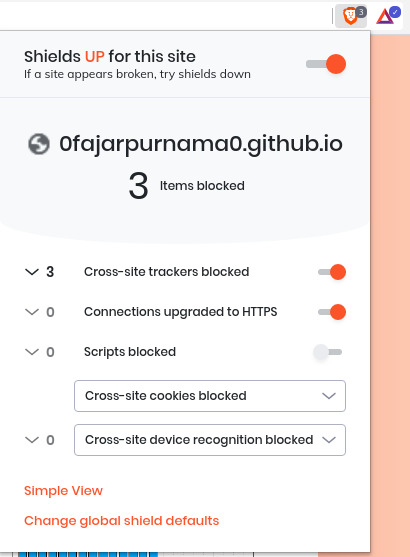 3
Shields UP for this site
If a site appears broken, try shields down
0fajarpurnama0.github.io
3 Items blocked
3 Cross-site trackers blocked
0 Connections upgraded to HTTPS
0 Scripts blocked
Cross-site cookies blocked
0 Cross-site device recognition blocked
Simple View
Change global shield defaults